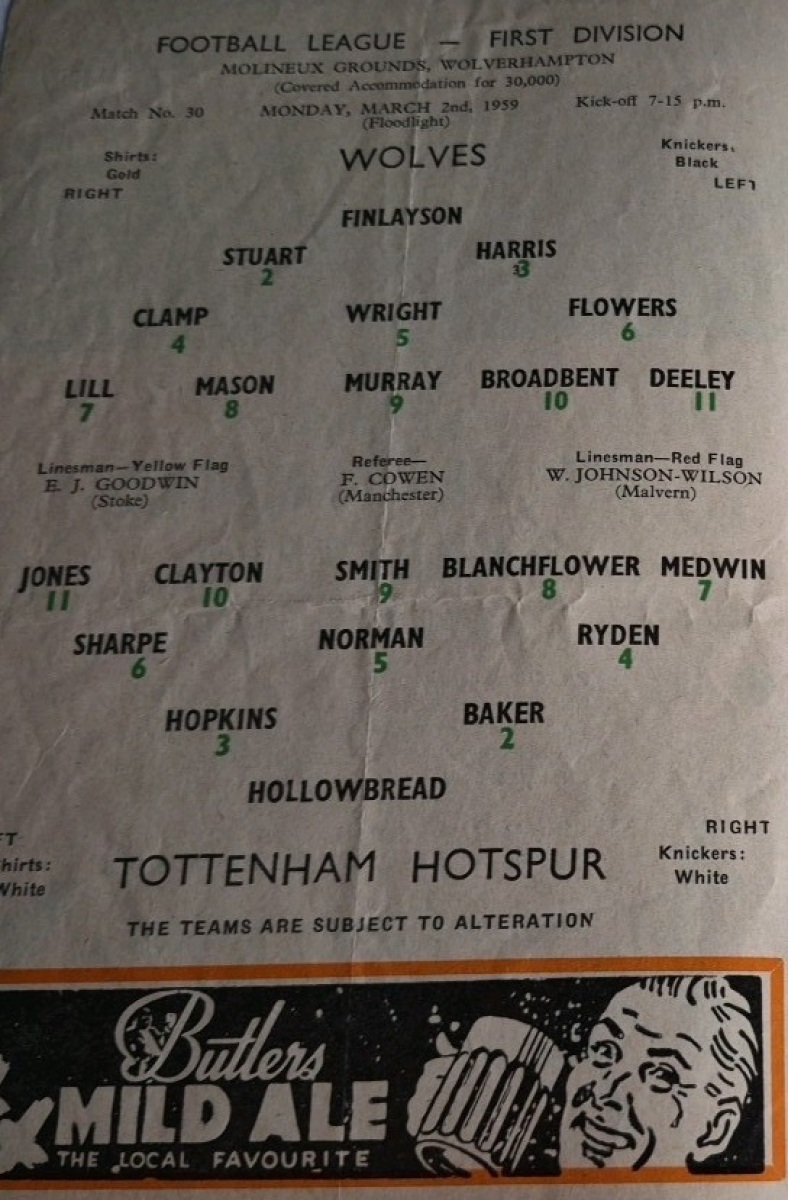 FOOTBALL LEAGUE — FIRST DIVISION
MOLINEUX GROUNDS, WOLVERHAMPTON
(Covered Accommodation for 30,000)
Match No. 30 MONDAY, MARCH 2nd, 1959 Kick-off 7-15 p.m.
(Floodlight)
Shirts: WOLVES Knickers,
Gold Black
RIGHT LEFT
FINLAYSON
STUART HARRIS
2 3
CLAMP WRIGHT FLOWERS
4 5 6
LILL MASON MURRAY BROADBENT DEELEY
7 8 9 10 11
Linesman—Yellow Flag Referee— Linesman—Red Flag
E. J. GOODWIN F. COWEN W. JOHNSON-WILSON
(Stoke) (Manchester) (Malvern)
JONES CLAYTON SMITH BLANCHFLOWER MEDWIN
11 10 9 8 7
SHARPE NORMAN RYDEN
6 5 4
HOPKINS BAKER
3 2
HOLLOWBREAD
FT RIGHT
hirts: TOTTENHAM HOTSPUR Knickers:
White White
THE TEAMS ARE SUBJECT TO ALTERATION
Butlers
MILD ALE
THE LOCAL FAVOURITE